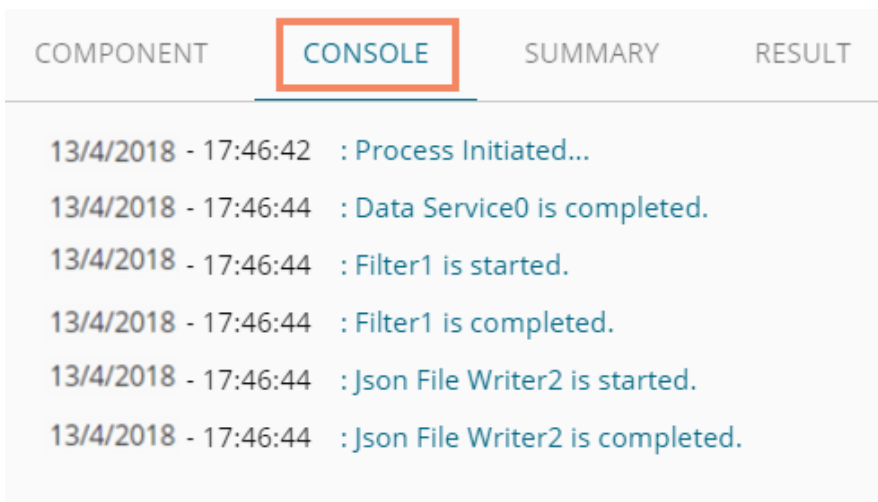 COMPONENT CONSOLE SUMMARY RESULT
13/4/2018 - 17:46:42 : Process Initiated...
13/4/2018 - 17:46:44 : Data Service0 is completed.
13/4/2018 - 17:46:44 : Filter1 is started.
13/4/2018 - 17:46:44 : Filter1 is completed.
13/4/2018 - 17:46:44 : Json File Writer2 is started.
13/4/2018 - 17:46:44 : Json File Writer2 is completed.